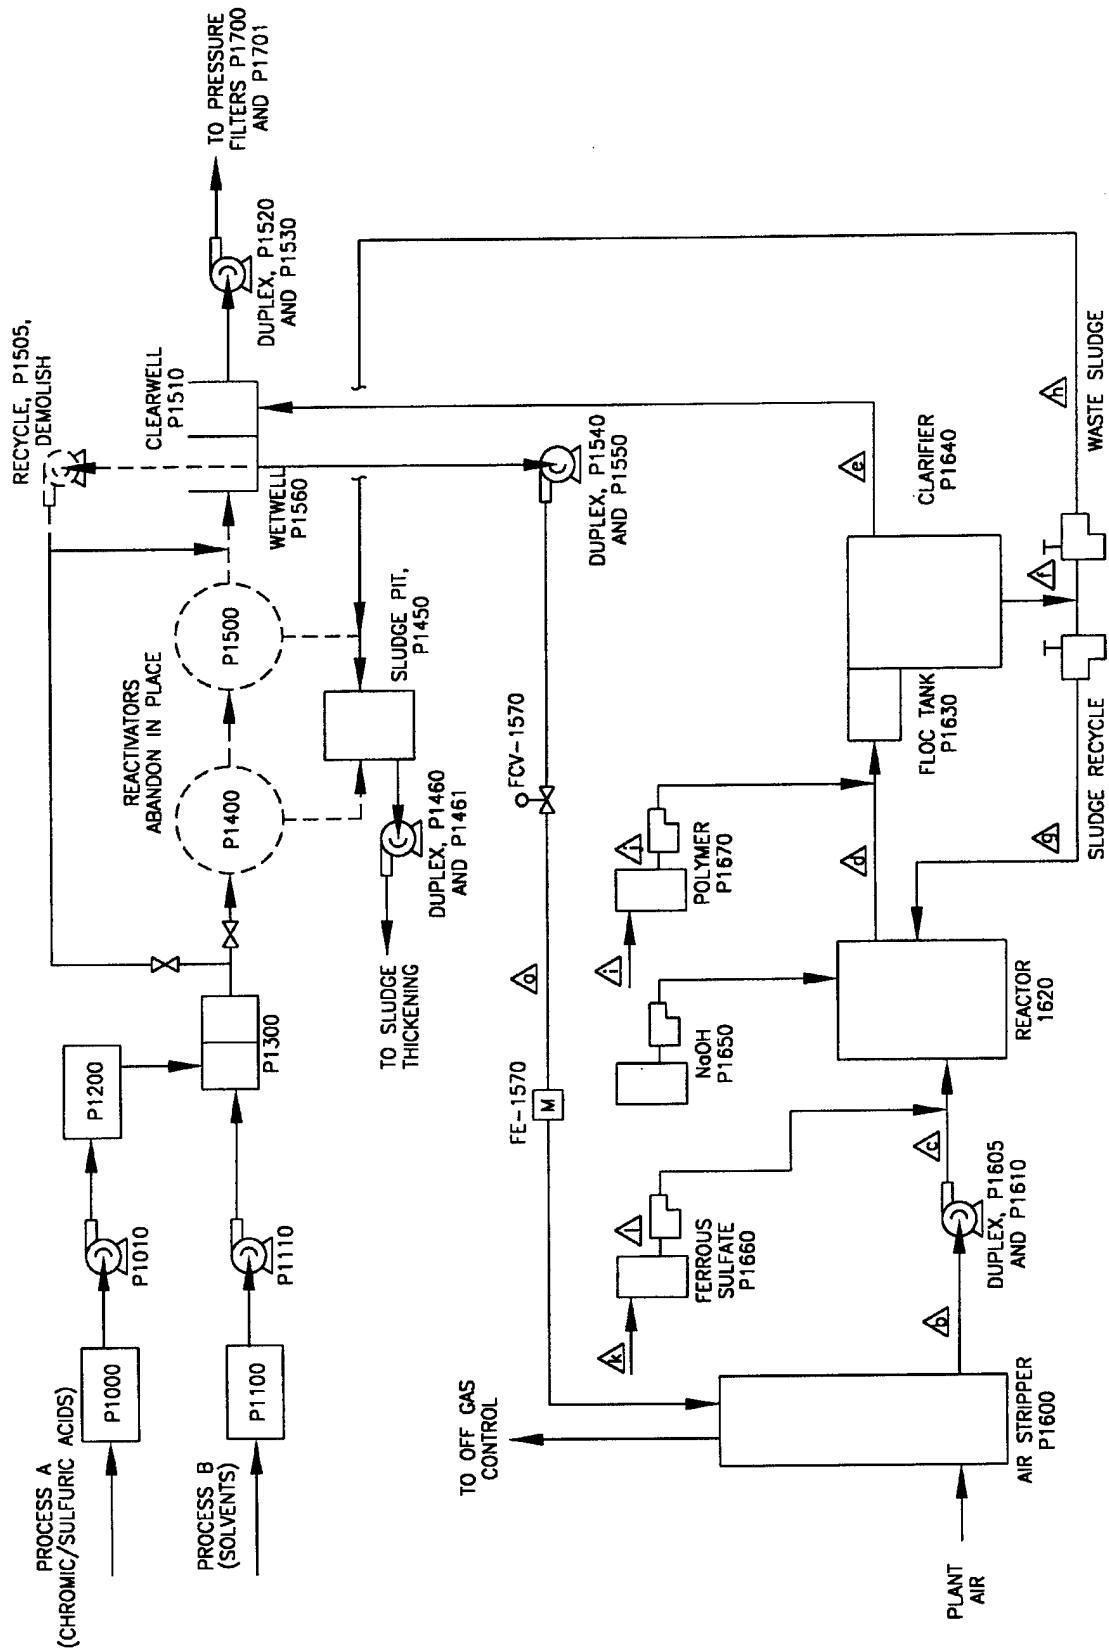 PROCESS A
(CHROMIC/SULFURIC ACIDS)
P1000
P1010
P1200
PROCESS B
(SOLVENTS)
P1100
P1110
P1300
REACTIVATORS
ABANDON IN PLACE
P1400
P1500
RECYCLE, P1505,
DEMOLISH
CLEARWELL
P1510
WETWELL
P1560
DUPLEX, P1520
AND P1530
TO PRESSURE
FILTERS P1700
AND P1701
SLUDGE PIT,
P1450
DUPLEX, P1460
AND P1461
TO SLUDGE
THICKENING
DUPLEX, P1540
AND P1550
FCV-1570
a
FE-1570
M
TO OFF GAS
CONTROL
PLANT
AIR
AIR STRIPPER
P1600
b
DUPLEX, P1605
AND P1610
c
k
l
FERROUS
SULFATE
P1660
NaOH
P1650
i
j
POLYMER
P1670
REACTOR
1620
d
FLOC TANK
P1630
CLARIFIER
P1640
e
f
g
SLUDGE RECYCLE
h
WASTE SLUDGE